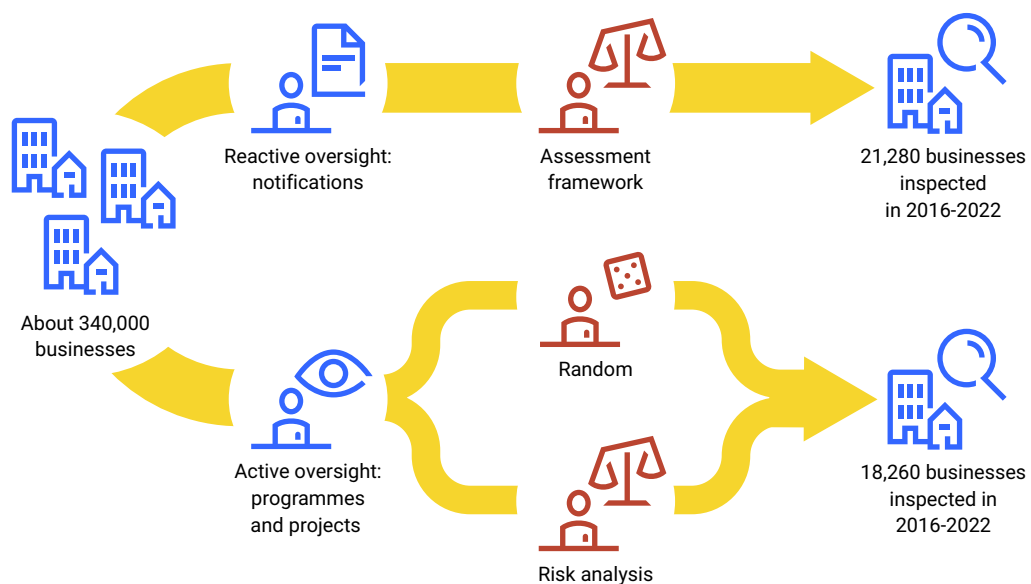 Reactive oversight:
notifications
Assessment
framework
21,280 businesses
inspected
in 2016-2022
About 340,000
businesses
Random
Active oversight:
programmes
and projects
Risk analysis
18,260 businesses
inspected in
2016-2022